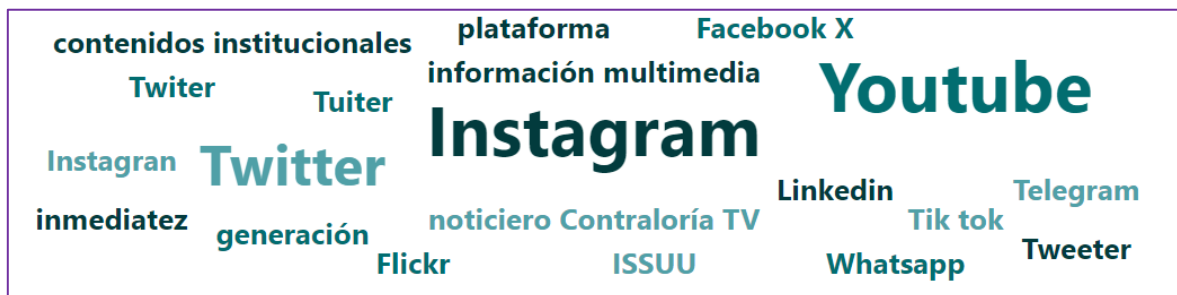 plataforma
Facebook X
contenidos institucionales
información multimedia
Youtube
Twiter
Tuiter
Instagram
Instagran
Twitter
Linkedin
Telegram
inmediatez
generación
noticiero Contraloría TV
Tik tok
Tweeter
Flickr
ISSUU
Whatsapp